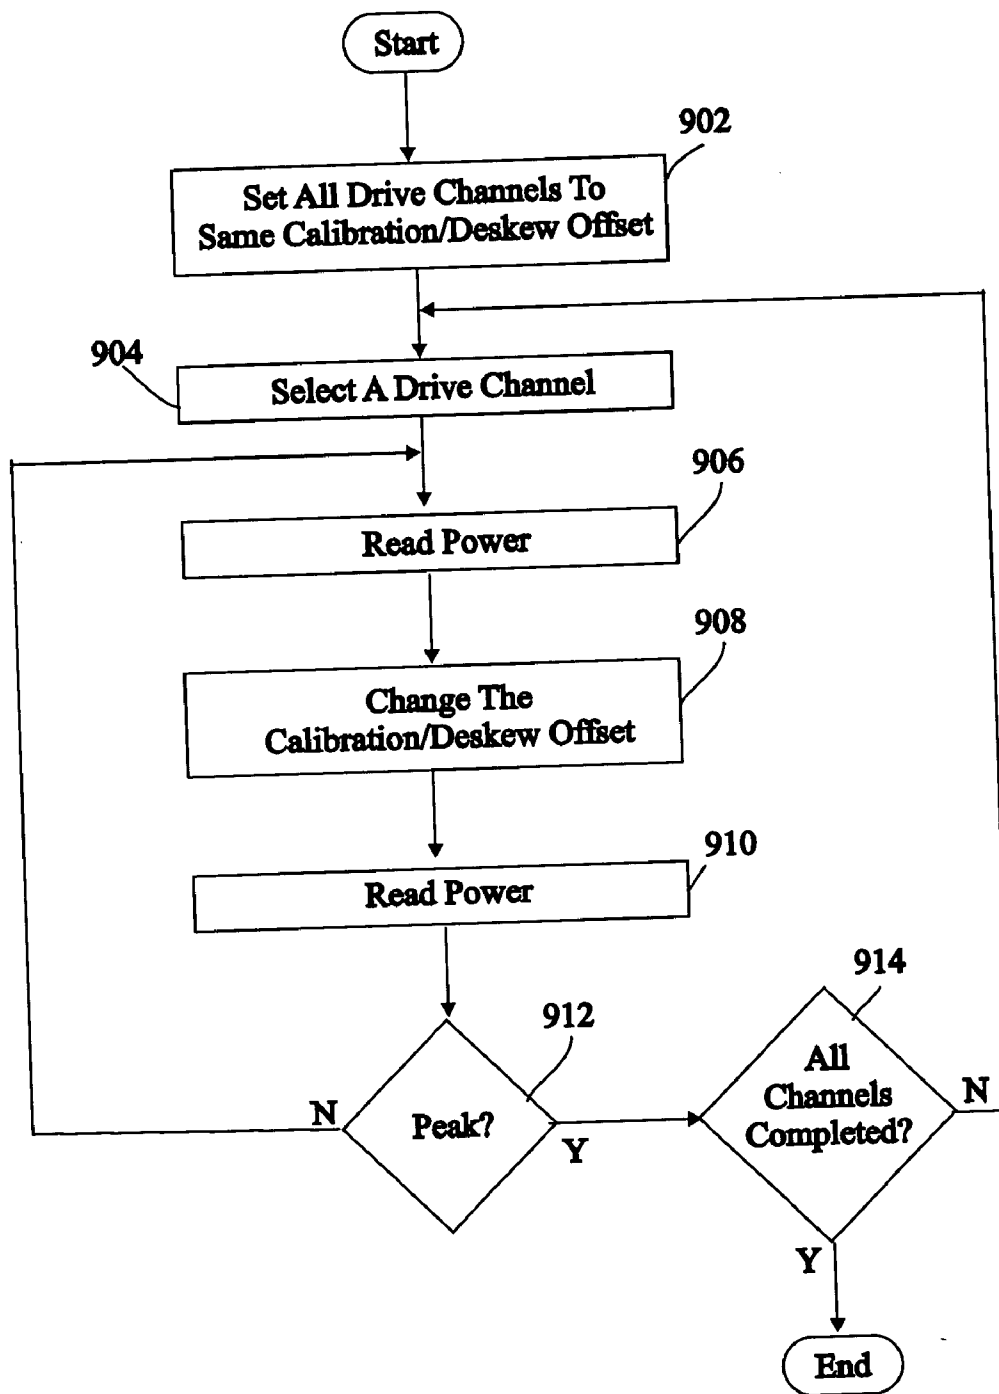 Start
902
Set All Drive Channels To
Same Calibration/Deskew Offset
904
Select A Drive Channel
906
Read Power
908
Change The
Calibration/Deskew Offset
910
Read Power
912
Peak?
N
Y
914
All
Channels
Completed?
N
Y
End